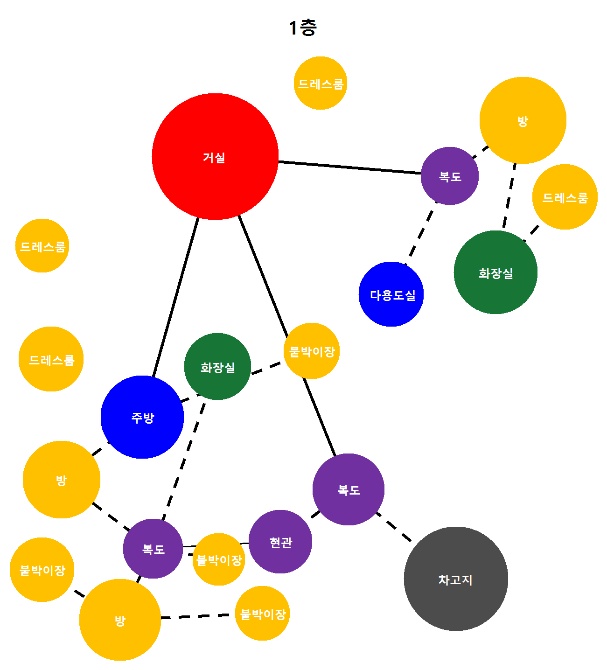 1층
드레스룸
방
거실
복도
드레스룸
드레스룸
화장실
다용도실
붙박이장
드레스룸
화장실
주방
방
복도
현관
복도
붙박이장
붙박이장
차고지
붙박이장
방